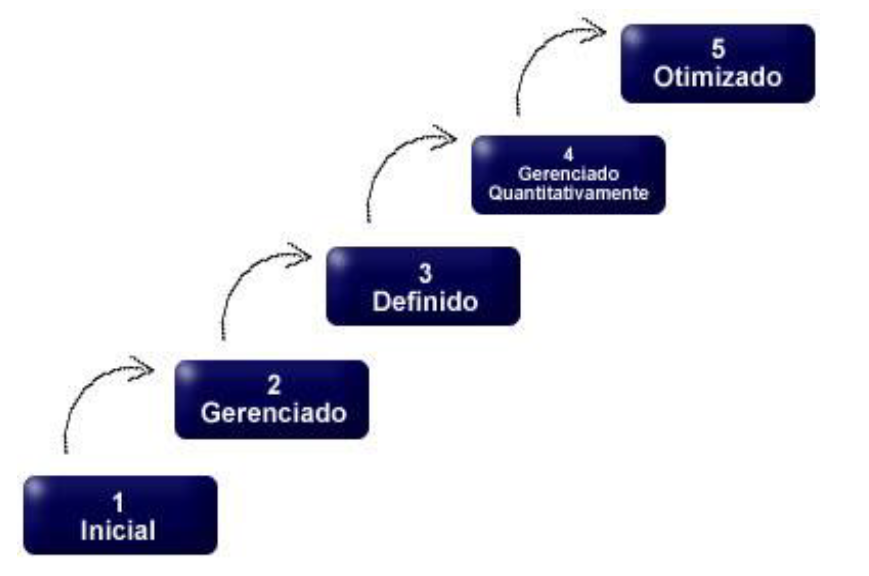 5
Otimizado
4
Gerenciado
Quantitativamente
3
Definido
2
Gerenciado
1
Inicial